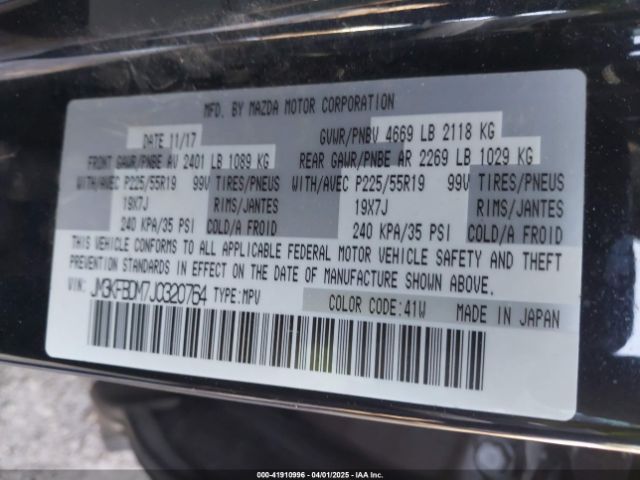 MFD. BY MAZDA MOTOR CORPORATION
DATE 11/17 GVWR/PNBV 4669 LB 2118 KG
FRONT GAWR/PNBE AV 2401 LB 1089 KG REAR GAWR/PNBE AR 2269 LB 1029 KG
WITH/AVEC P225/55R19 99V TIRES/PNEUS WITH/AVEC P225/55R19 99V TIRES/PNEUS
19X7J RIMS/JANTES 19X7J RIMS/JANTES
240 KPA/35 PSI COLD/A FROID 240 KPA/35 PSI COLD/A FROID
THIS VEHICLE CONFORMS TO ALL APPLICABLE FEDERAL MOTOR VEHICLE SAFETY AND THEFT
PREVENTION STANDARDS IN EFFECT ON THE DATE OF MANUFACTURE SHOWN ABOVE.
VIN: JM3KFBDM7J0320764 TYPE:MPV
COLOR CODE:41W MADE IN JAPAN
000-41910996 04/01/2025 IAA Inc.